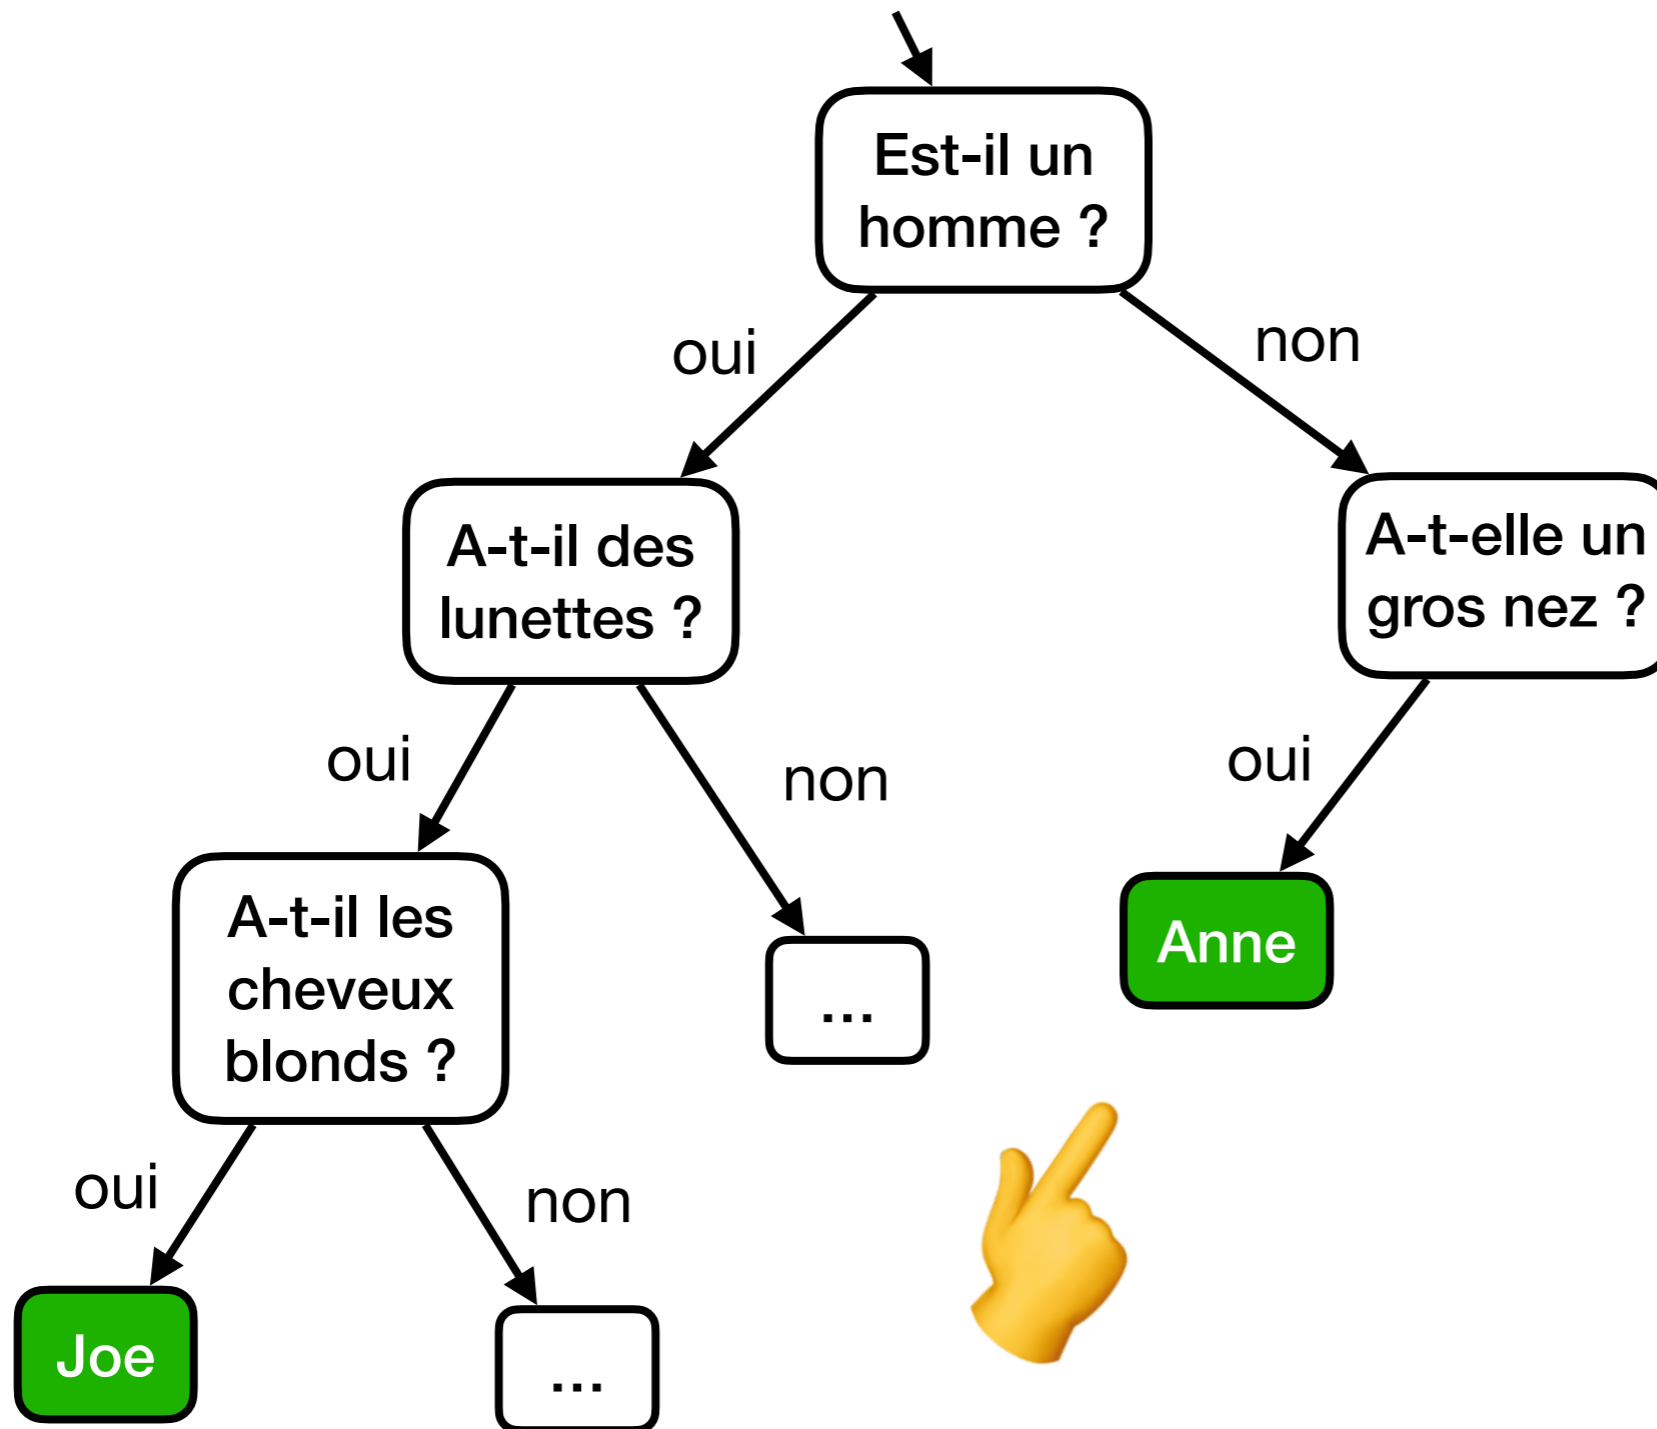 Est-il un
homme ?
oui
non
A-t-il des
lunettes ?
A-t-elle un
gros nez ?
oui
non
oui
A-t-il les
cheveux
blonds ?
...
Anne
oui
non
Joe
...